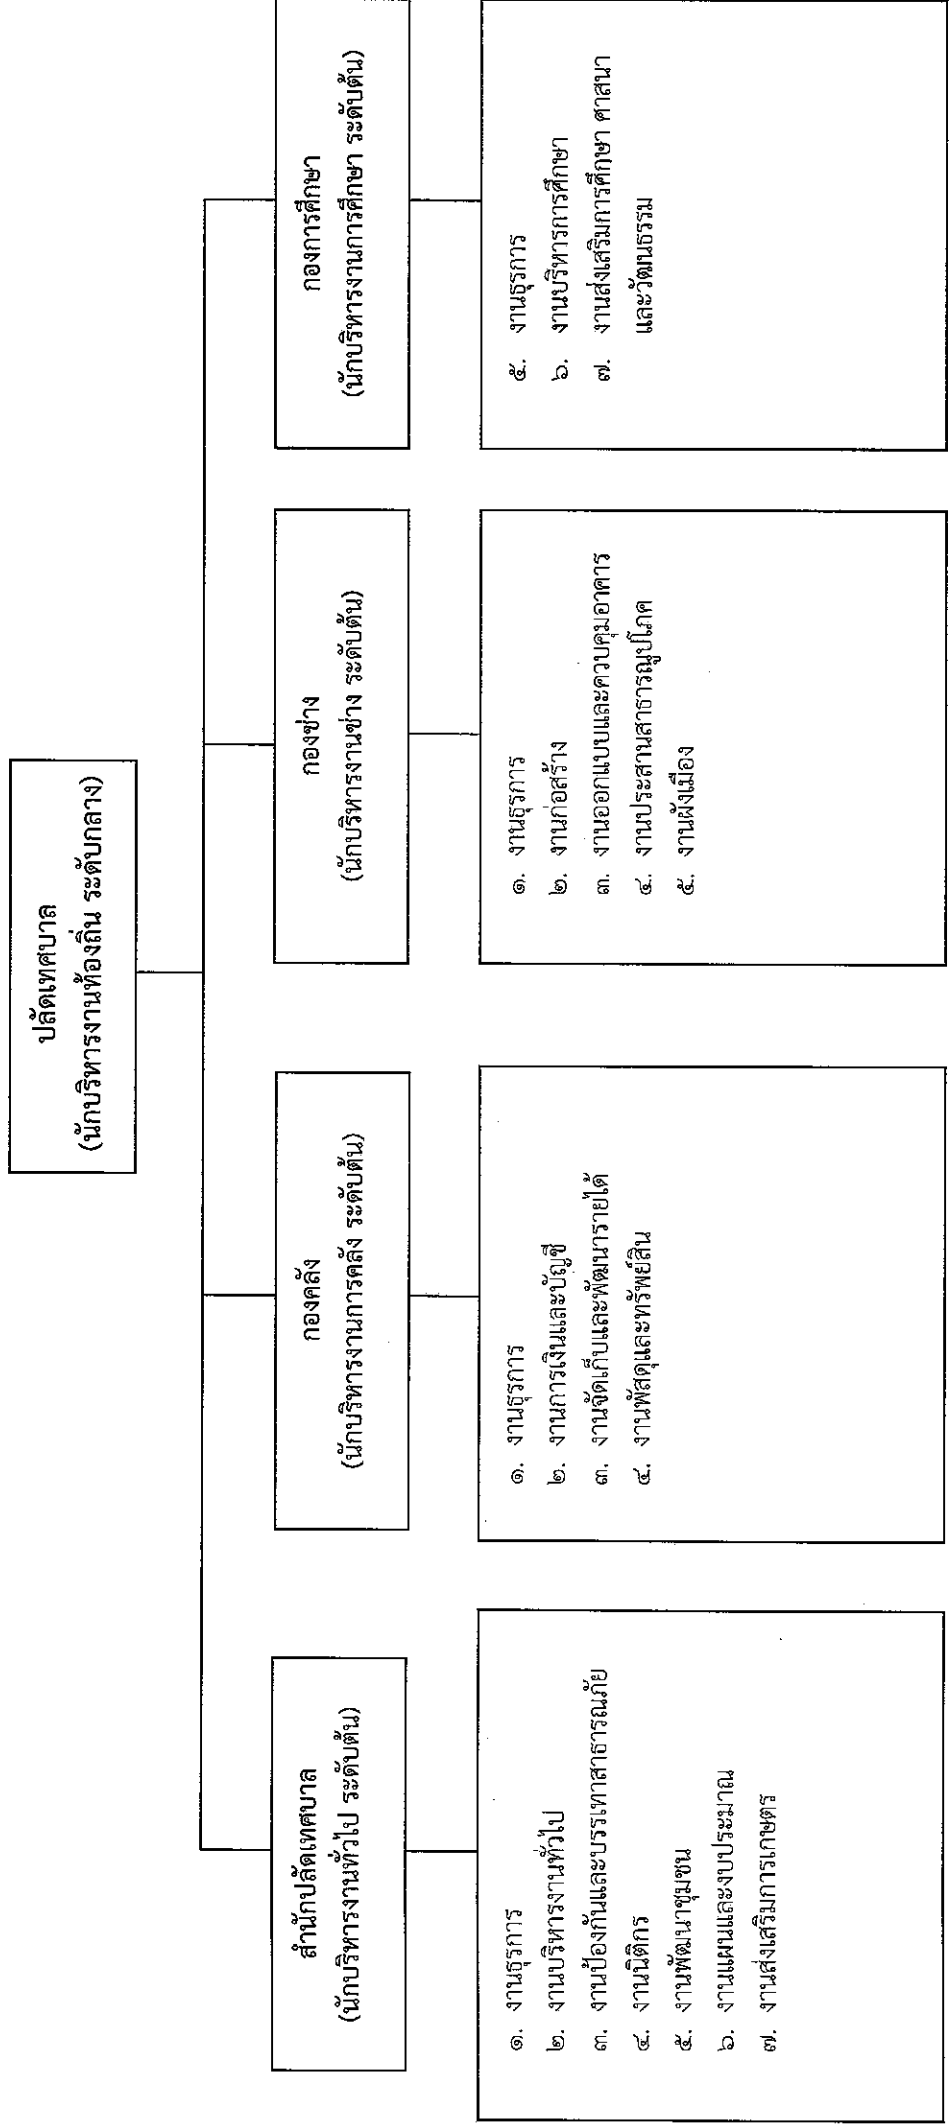 ปลัดเทศบาล
(นักบริหารงานท้องถิ่น ระดับกลาง)
สำนักปลัดเทศบาล
(นักบริหารงานทั่วไป ระดับต้น)
๑. งานธุรการ
๒. งานบริหารงานทั่วไป
๓. งานป้องกันและบรรเทาสาธารณภัย
๔. งานนิติกร
๕. งานพัฒนาชุมชน
๖. งานแผนและงบประมาณ
๗. งานส่งเสริมการเกษตร
กองคลัง
(นักบริหารงานการคลัง ระดับต้น)
๑. งานธุรการ
๒. งานการเงินและบัญชี
๓. งานจัดเก็บและพัฒนารายได้
๔. งานพัสดุและทรัพย์สิน
กองช่าง
(นักบริหารงานช่าง ระดับต้น)
๑. งานธุรการ
๒. งานก่อสร้าง
๓. งานออกแบบและควบคุมอาคาร
๔. งานประสานสาธารณูปโภค
๕. งานผังเมือง
กองการศึกษา
(นักบริหารงานการศึกษา ระดับต้น)
๕. งานธุรการ
๖. งานบริหารการศึกษา
๗. งานส่งเสริมการศึกษา ศาสนา
และวัฒนธรรม